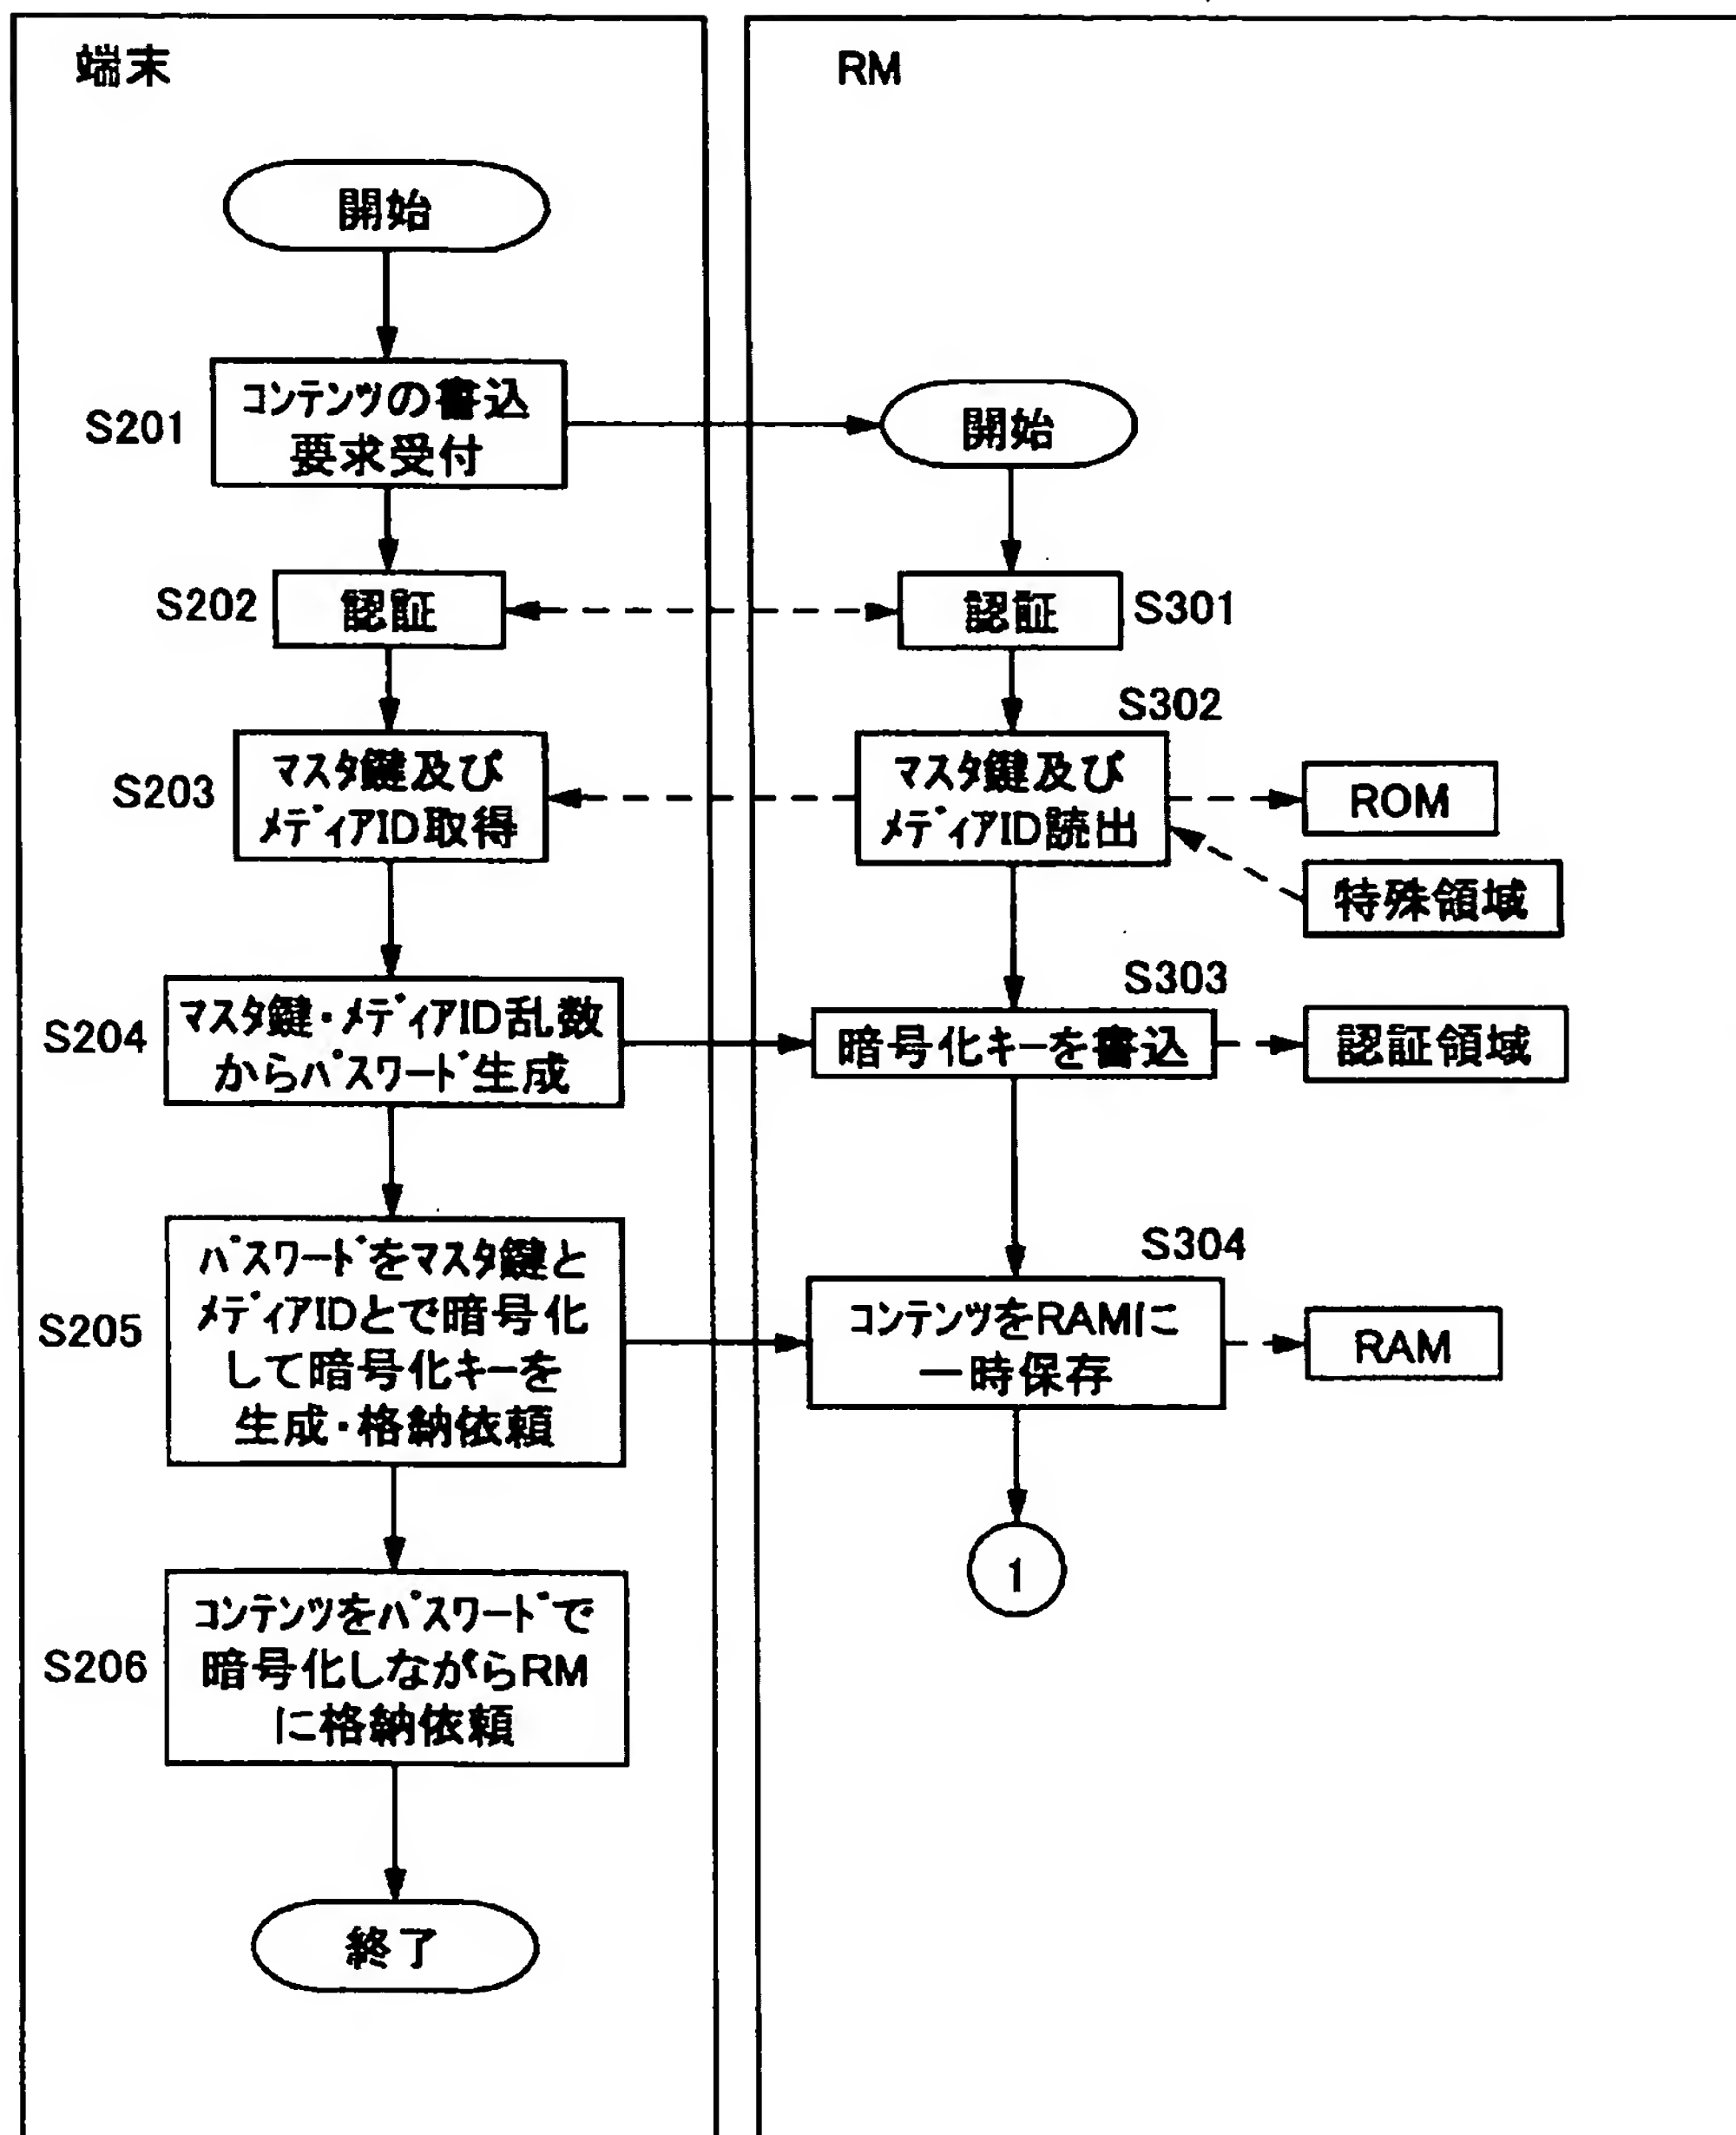 端末
開始
S201
コンテンツの書込
要求受付
S202
認証
S203
マスタ鍵及び
メディアID取得
S204
マスタ鍵・メディアID乱数
からパスワード生成
S205
パスワードをマスタ鍵と
メディアIDとで暗号化
して暗号化キーを
生成・格納依頼
S206
コンテンツをパスワードで
暗号化しながらRM
に格納依頼
終了
RM
開始
認証
S301
S302
マスタ鍵及び
メディアID読出
ROM
特殊領域
S303
暗号化キーを書込
認証領域
S304
コンテンツをRAMに
一時保存
RAM
1